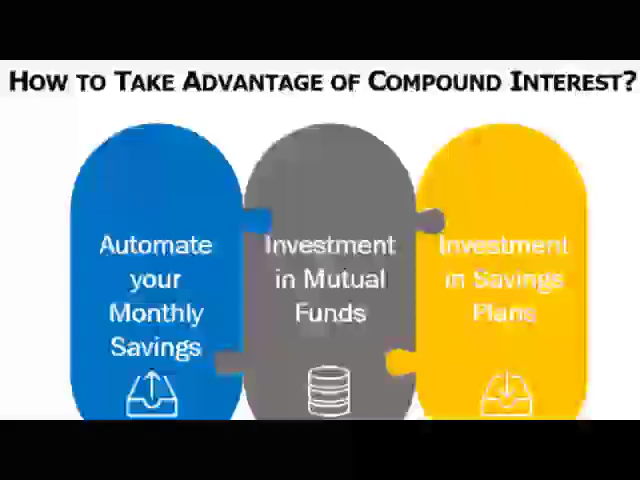 HOW TO TAKE ADVANTAGE OF COMPOUND INTEREST?
Automate
your
Monthly
Savings
Investment
in Mutual
Funds
Investment
in Savings
Plans